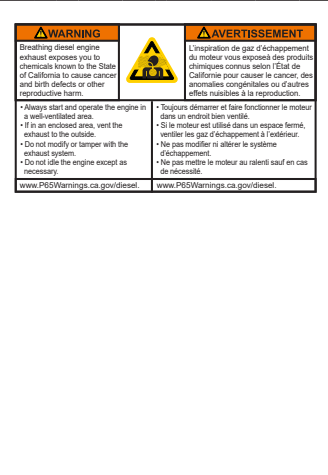 WARNING
Breathing diesel engine
exhaust exposes you to
chemicals known to the State
of California to cause cancer
and birth defects or other
reproductive harm.
AVERTISSEMENT
L'inspiration de gaz d'échappement
du moteur vous exposeà des produits
chimiques connus selon l'État de
Californie pour causer le cancer, des
anomalies congénitales ou d'autres
effets nuisibles à la reproduction.
• Always start and operate the engine in
a well-ventilated area.
• If in an enclosed area, vent the
exhaust to the outside.
• Do not modify or tamper with the
exhaust system.
• Do not idle the engine except as
necessary.
• Toujours démarer et faire fonctionner le moteur
dans un endroit bien ventilé.
• Si le moteur est utilisé dans un espace fermé,
ventiler les gaz d'échappement à l'extérieur.
• Ne pas modifier ni altérer le système
d'échappement.
• Ne pas mettre le moteur au ralenti sauf en cas
de nécessité.
www.P65Warnings.ca.gov/diesel.
www.P65Warnings.ca.gov/diesel.